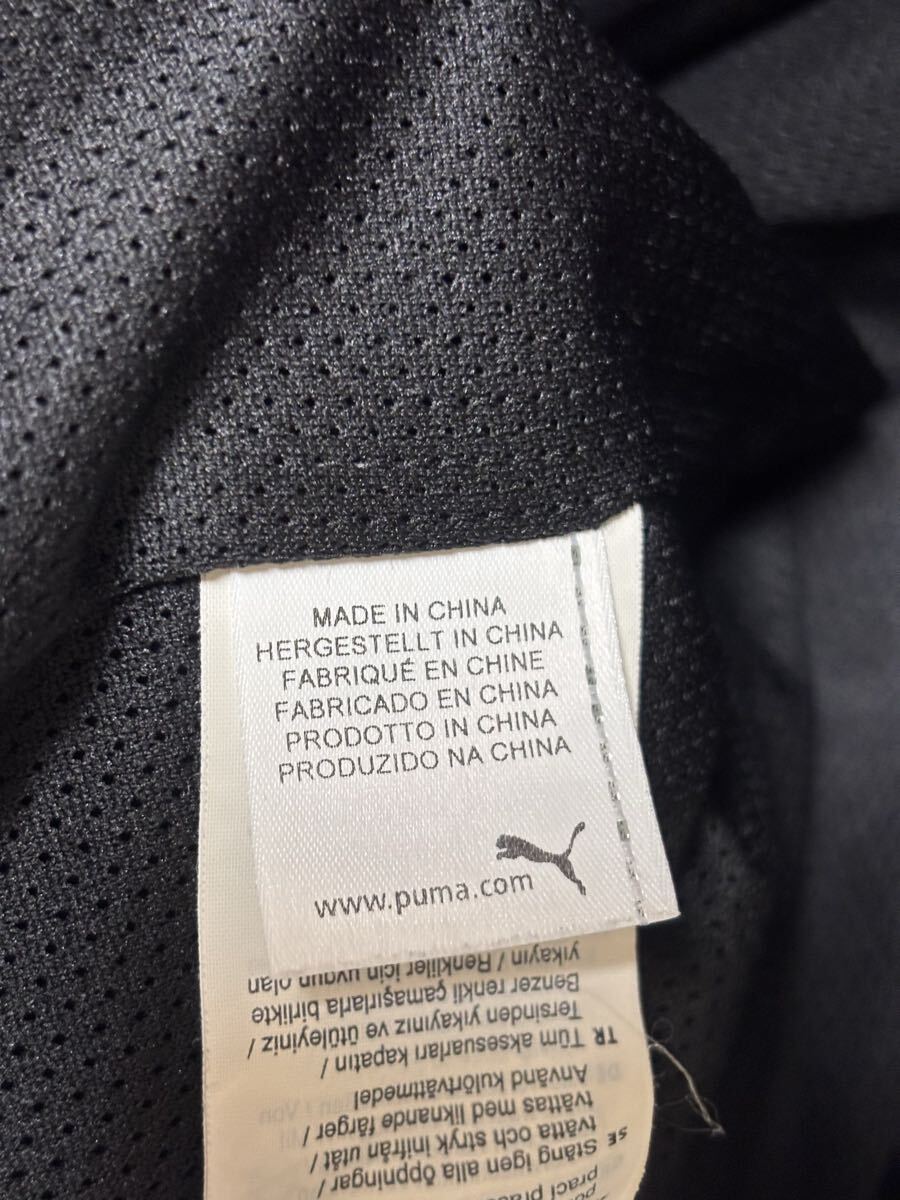 MADE IN CHINA
HERGESTELLT IN CHINA
FABRIQUÉ EN CHINE
FABRICADO EN CHINA
PRODOTTO IN CHINA
PRODUZIDO NA CHINA
www.puma.com
SE Stäng igen alla öppningar /
tvätta och stryk inifrån utåt /
tvättas med liknande färger /
Använd kulörtvättmedel
TR Tüm aksesuarları kapatın /
Tersinden yıkayınız ve ütüleyiniz /
Benzer renkli çamaşırlarla birlikte
yıkayın / Renkliler için uygun olan